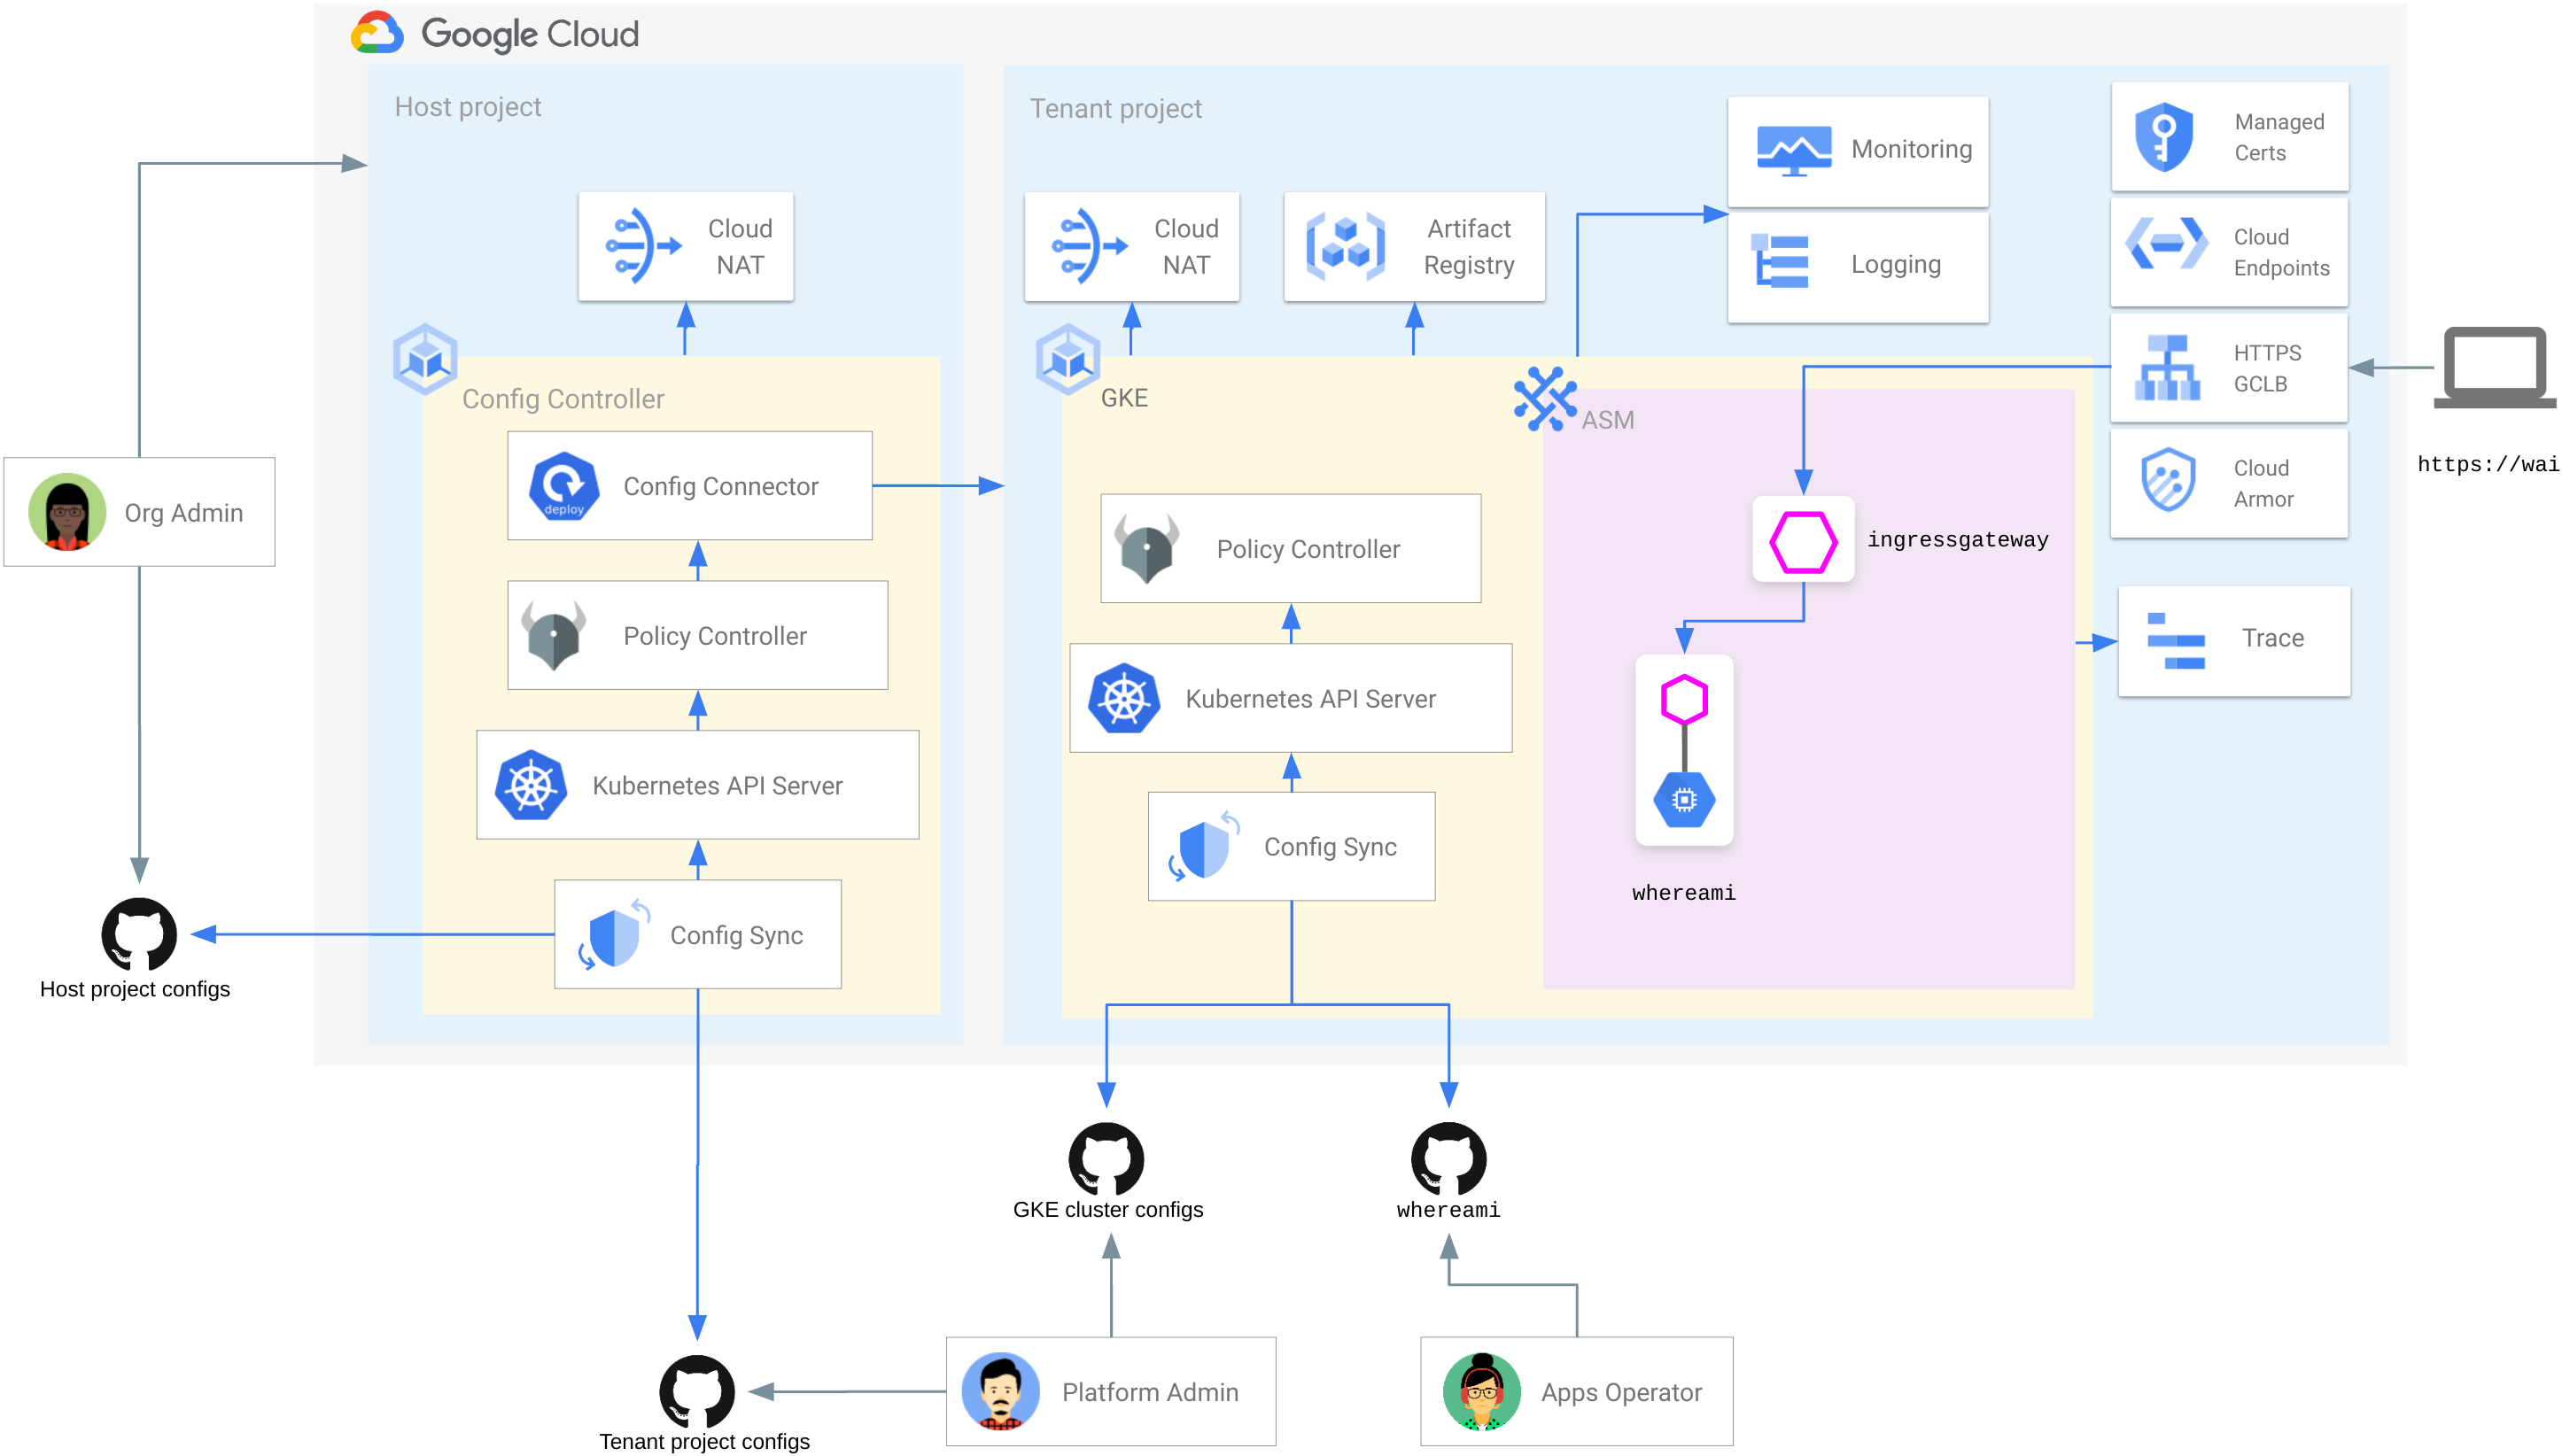 Google Cloud
Host project
Cloud
NAT
Config Controller
deploy
Config Connector
Policy Controller
Kubernetes API Server
Config Sync
Org Admin
Host project configs
Tenant project
Cloud
NAT
Artifact
Registry
Monitoring
Logging
Managed
Certs
Cloud
Endpoints
HTTPS
GCLB
Cloud
Armor
Trace
https://wai
GKE
Policy Controller
Kubernetes API Server
Config Sync
ASM
ingressgateway
whereami
GKE cluster configs
whereami
Tenant project configs
Platform Admin
Apps Operator